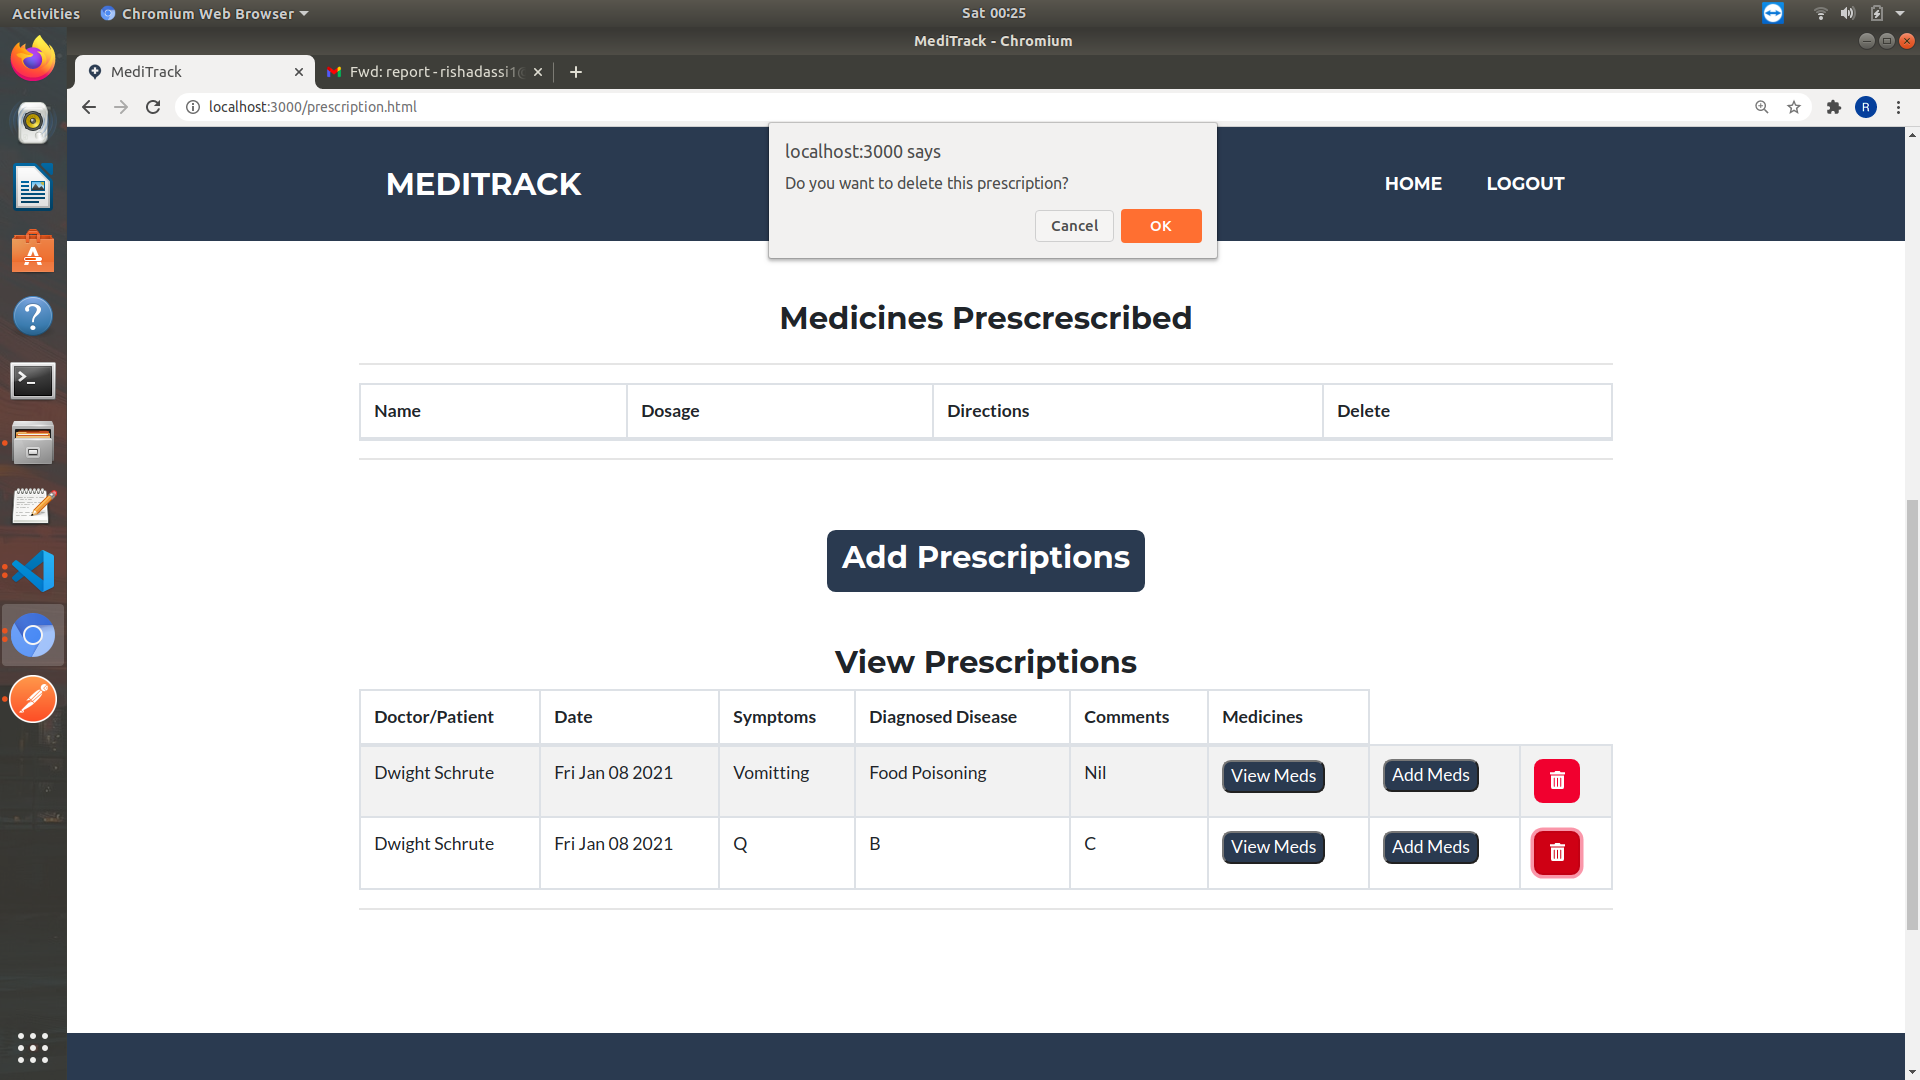 Activities Chromium Web Browser Sat 00:25
MediTrack - Chromium
MediTrack Fwd: report - rishadassi1@
localhost:3000/prescription.html R
localhost:3000 says
Do you want to delete this prescription?
Cancel OK
MEDITRACK HOME LOGOUT
Medicines Prescrescribed
Name Dosage Directions Delete
Add Prescriptions
View Prescriptions
Doctor/Patient Date Symptoms Diagnosed Disease Comments Medicines
Dwight Schrute Fri Jan 08 2021 Vomitting Food Poisoning Nil View Meds Add Meds
Dwight Schrute Fri Jan 08 2021 Q B C View Meds Add Meds